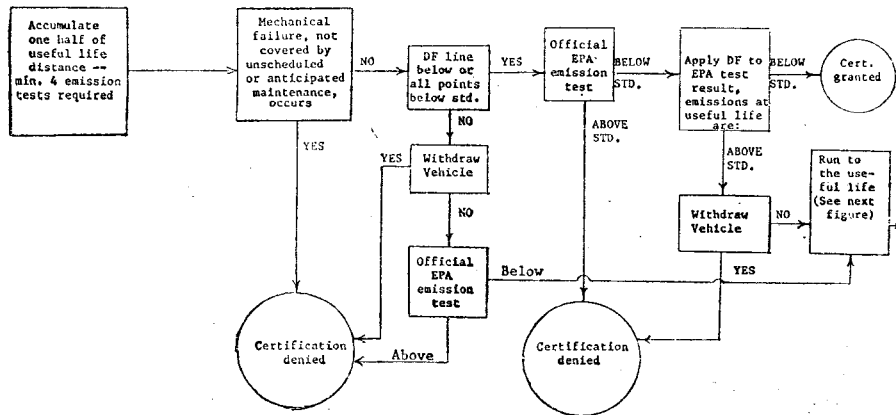 Accumulate
one half of
useful life
distance --
min. 4 emission
tests required
Mechanical
failure, not
covered by
unscheduled
or anticipated
maintenance,
occurs
NO
YES
DF line
below or
all points
below std.
YES
NO
Withdraw
Vehicle
YES
NO
Official
EPA
emission
test
Below
Above
Certification
denied
Official
EPA
emission
test
BELOW
STD.
ABOVE
STD.
Certification
denied
Apply DF to
EPA test
result,
emissions at
useful life
are:
BELOW
STD.
ABOVE
STD.
Cert.
granted
Withdraw
Vehicle
NO
YES
Run to
the use-
ful life
(See next
figure)